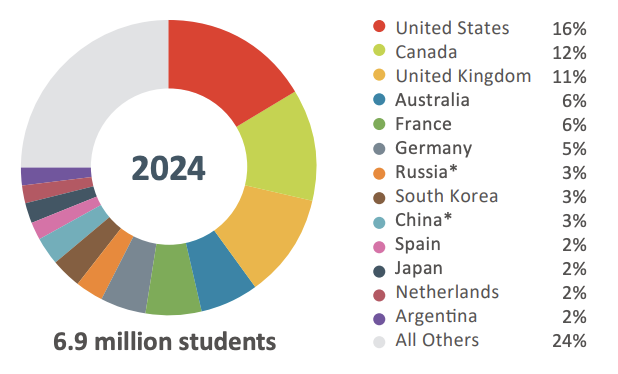 2024
6.9 million students
United States 16%
Canada 12%
United Kingdom 11%
Australia 6%
France 6%
Germany 5%
Russia* 3%
South Korea 3%
China* 3%
Spain 2%
Japan 2%
Netherlands 2%
Argentina 2%
All Others 24%